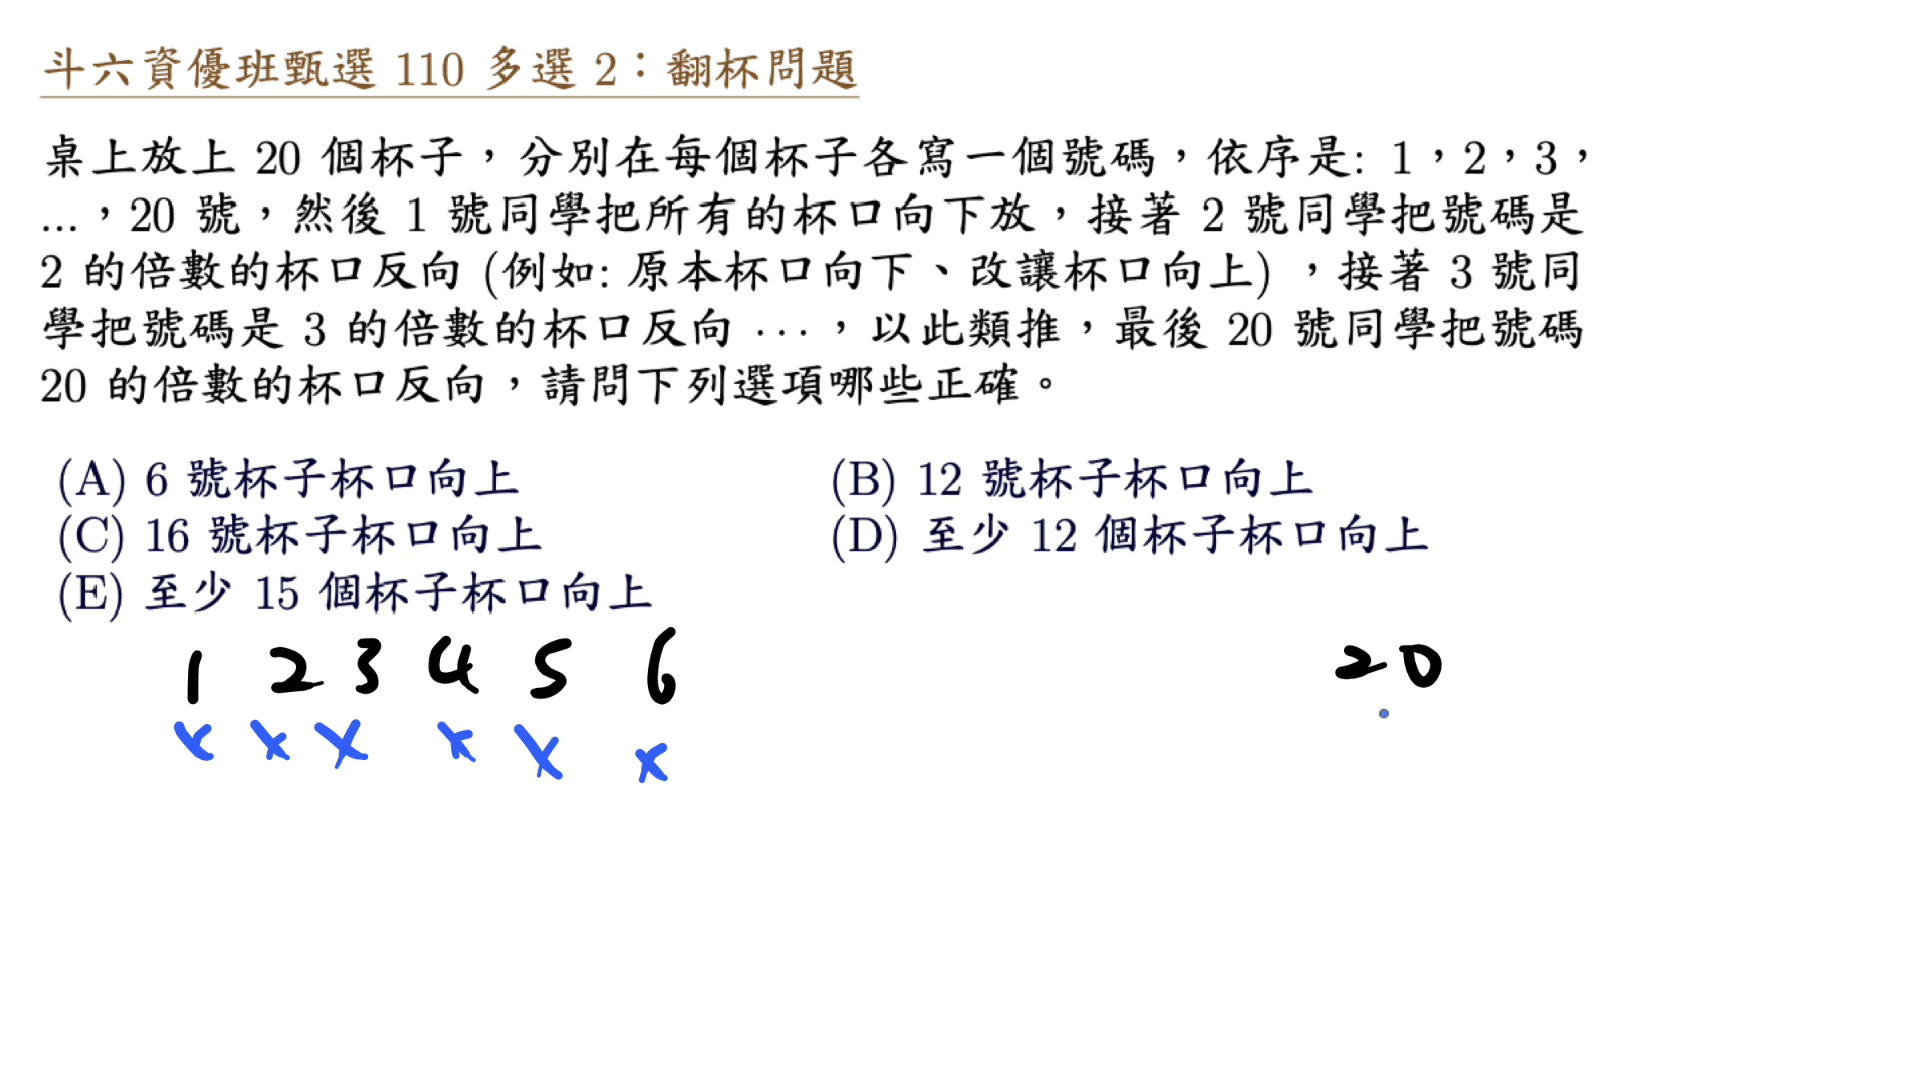 斗六資優班甄選 110 多選 2：翻杯問題
桌上放上 20 個杯子，分別在每個杯子各寫一個號碼，依序是: 1，2，3，
...，20 號，然後 1 號同學把所有的杯口向下放，接著 2 號同學把號碼是
2 的倍數的杯口反向 (例如: 原本杯口向下、改讓杯口向上) ，接著 3 號同
學把號碼是 3 的倍數的杯口反向 ⋯，以此類推，最後 20 號同學把號碼
20 的倍數的杯口反向，請問下列選項哪些正確。
(A) 6 號杯子杯口向上 (B) 12 號杯子杯口向上
(C) 16 號杯子杯口向上 (D) 至少 12 個杯子杯口向上
(E) 至少 15 個杯子杯口向上
1 2 3 4 5 6 20
x x x x x x